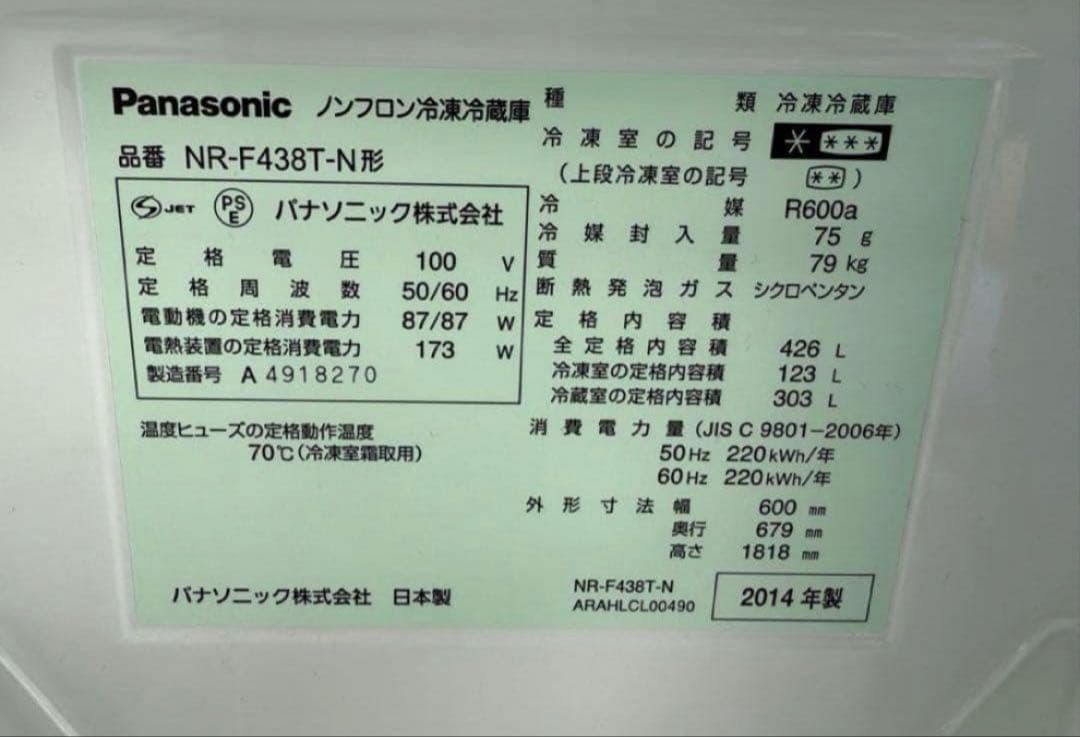 Panasonic ノンフロン冷凍冷蔵庫
品番 NR-F438T-N形
JET PSE パナソニック株式会社
定格電圧 100 V
定格周波数 50/60 Hz
電動機の定格消費電力 87/87 W
電熱装置の定格消費電力 173 W
製造番号 A 4918270
温度ヒューズの定格動作温度
70℃(冷凍室霜取用)
パナソニック株式会社 日本製
種類 冷凍冷蔵庫
冷凍室の記号 * ***
(上段冷凍室の記号 **)
冷媒 R600a
冷媒封入量 75 g
質量 79 kg
断熱発泡ガス シクロペンタン
定格内容積
全定格内容積 426 L
冷凍室の定格内容積 123 L
冷蔵室の定格内容積 303 L
消費電力量(JIS C 9801-2006年)
50Hz 220kWh/年
60Hz 220kWh/年
外形寸法 幅 600 mm
奥行 679 mm
高さ 1818 mm
NR-F438T-N
ARAHLCL00490
2014年製